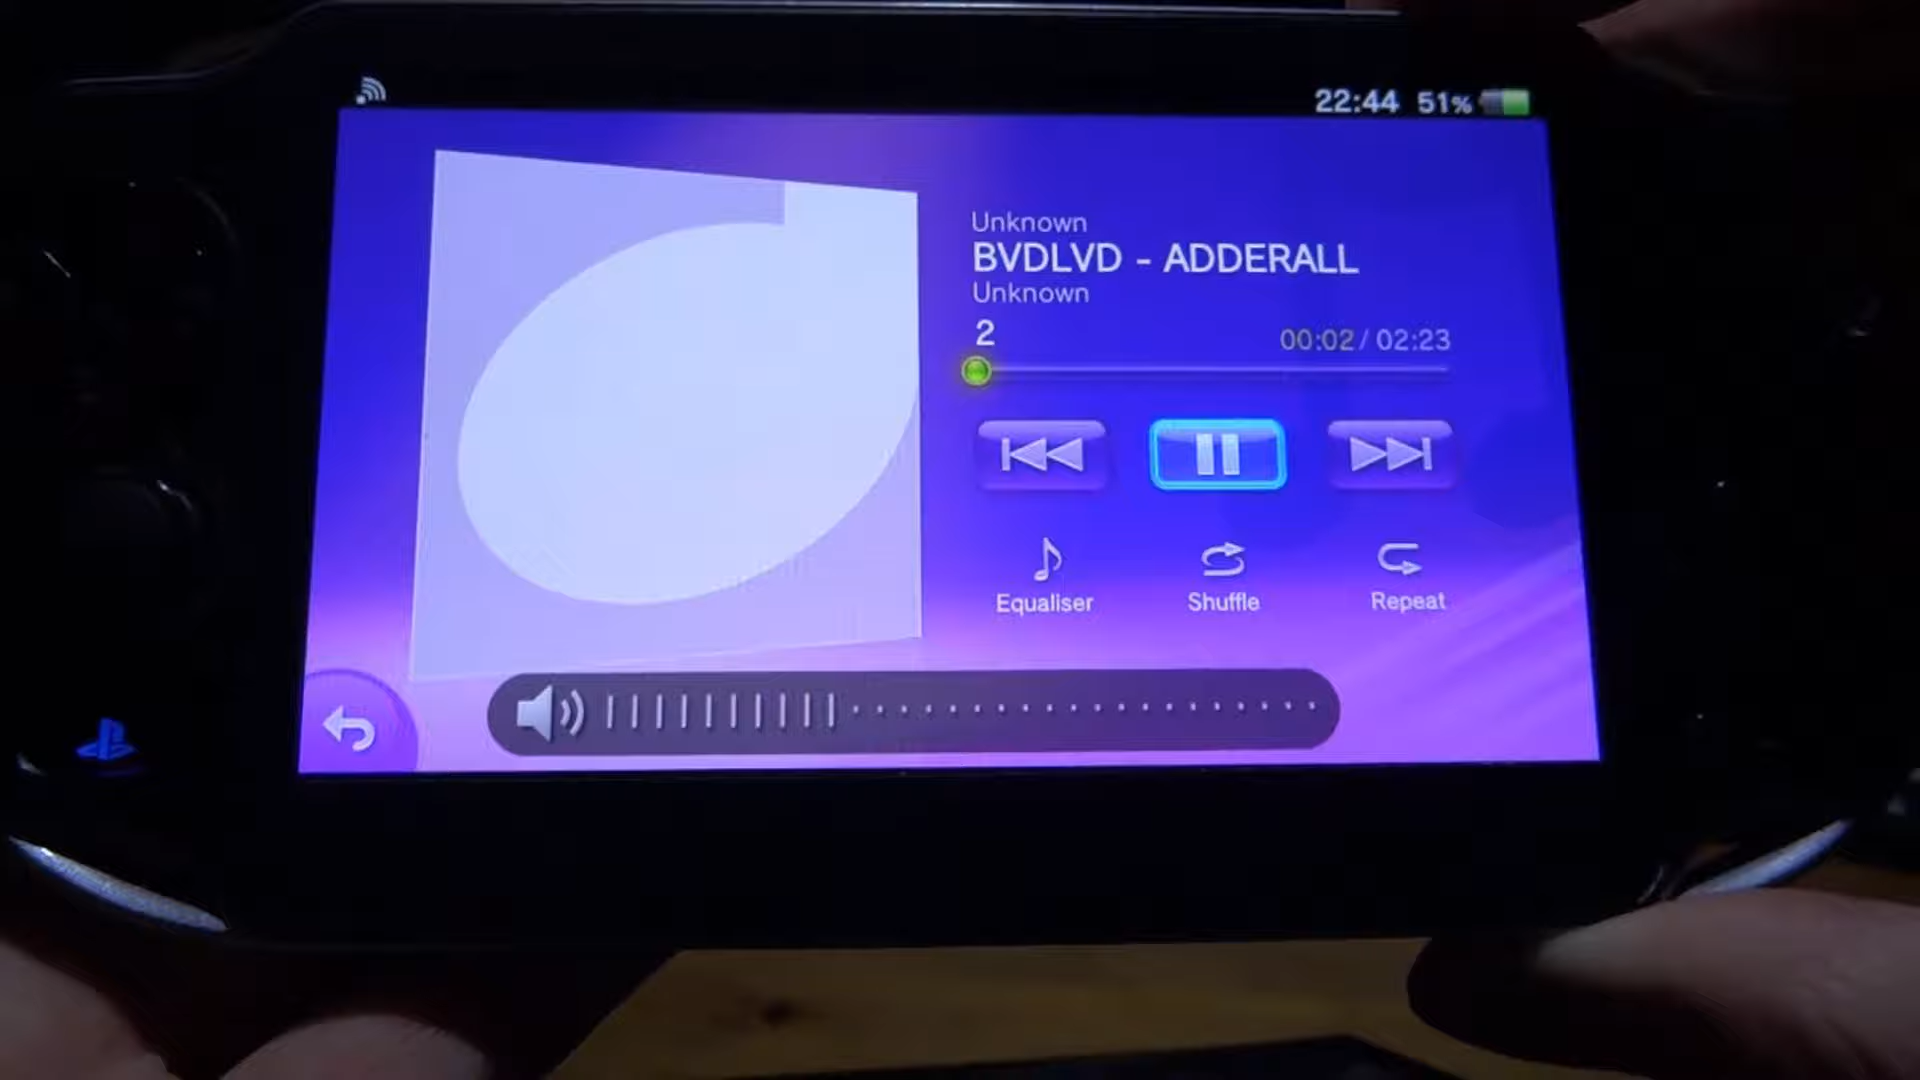 22:44 51%
Unknown
BVDLVD - ADDERALL
Unknown
2 00:02 / 02:23
Equaliser Shuffle Repeat